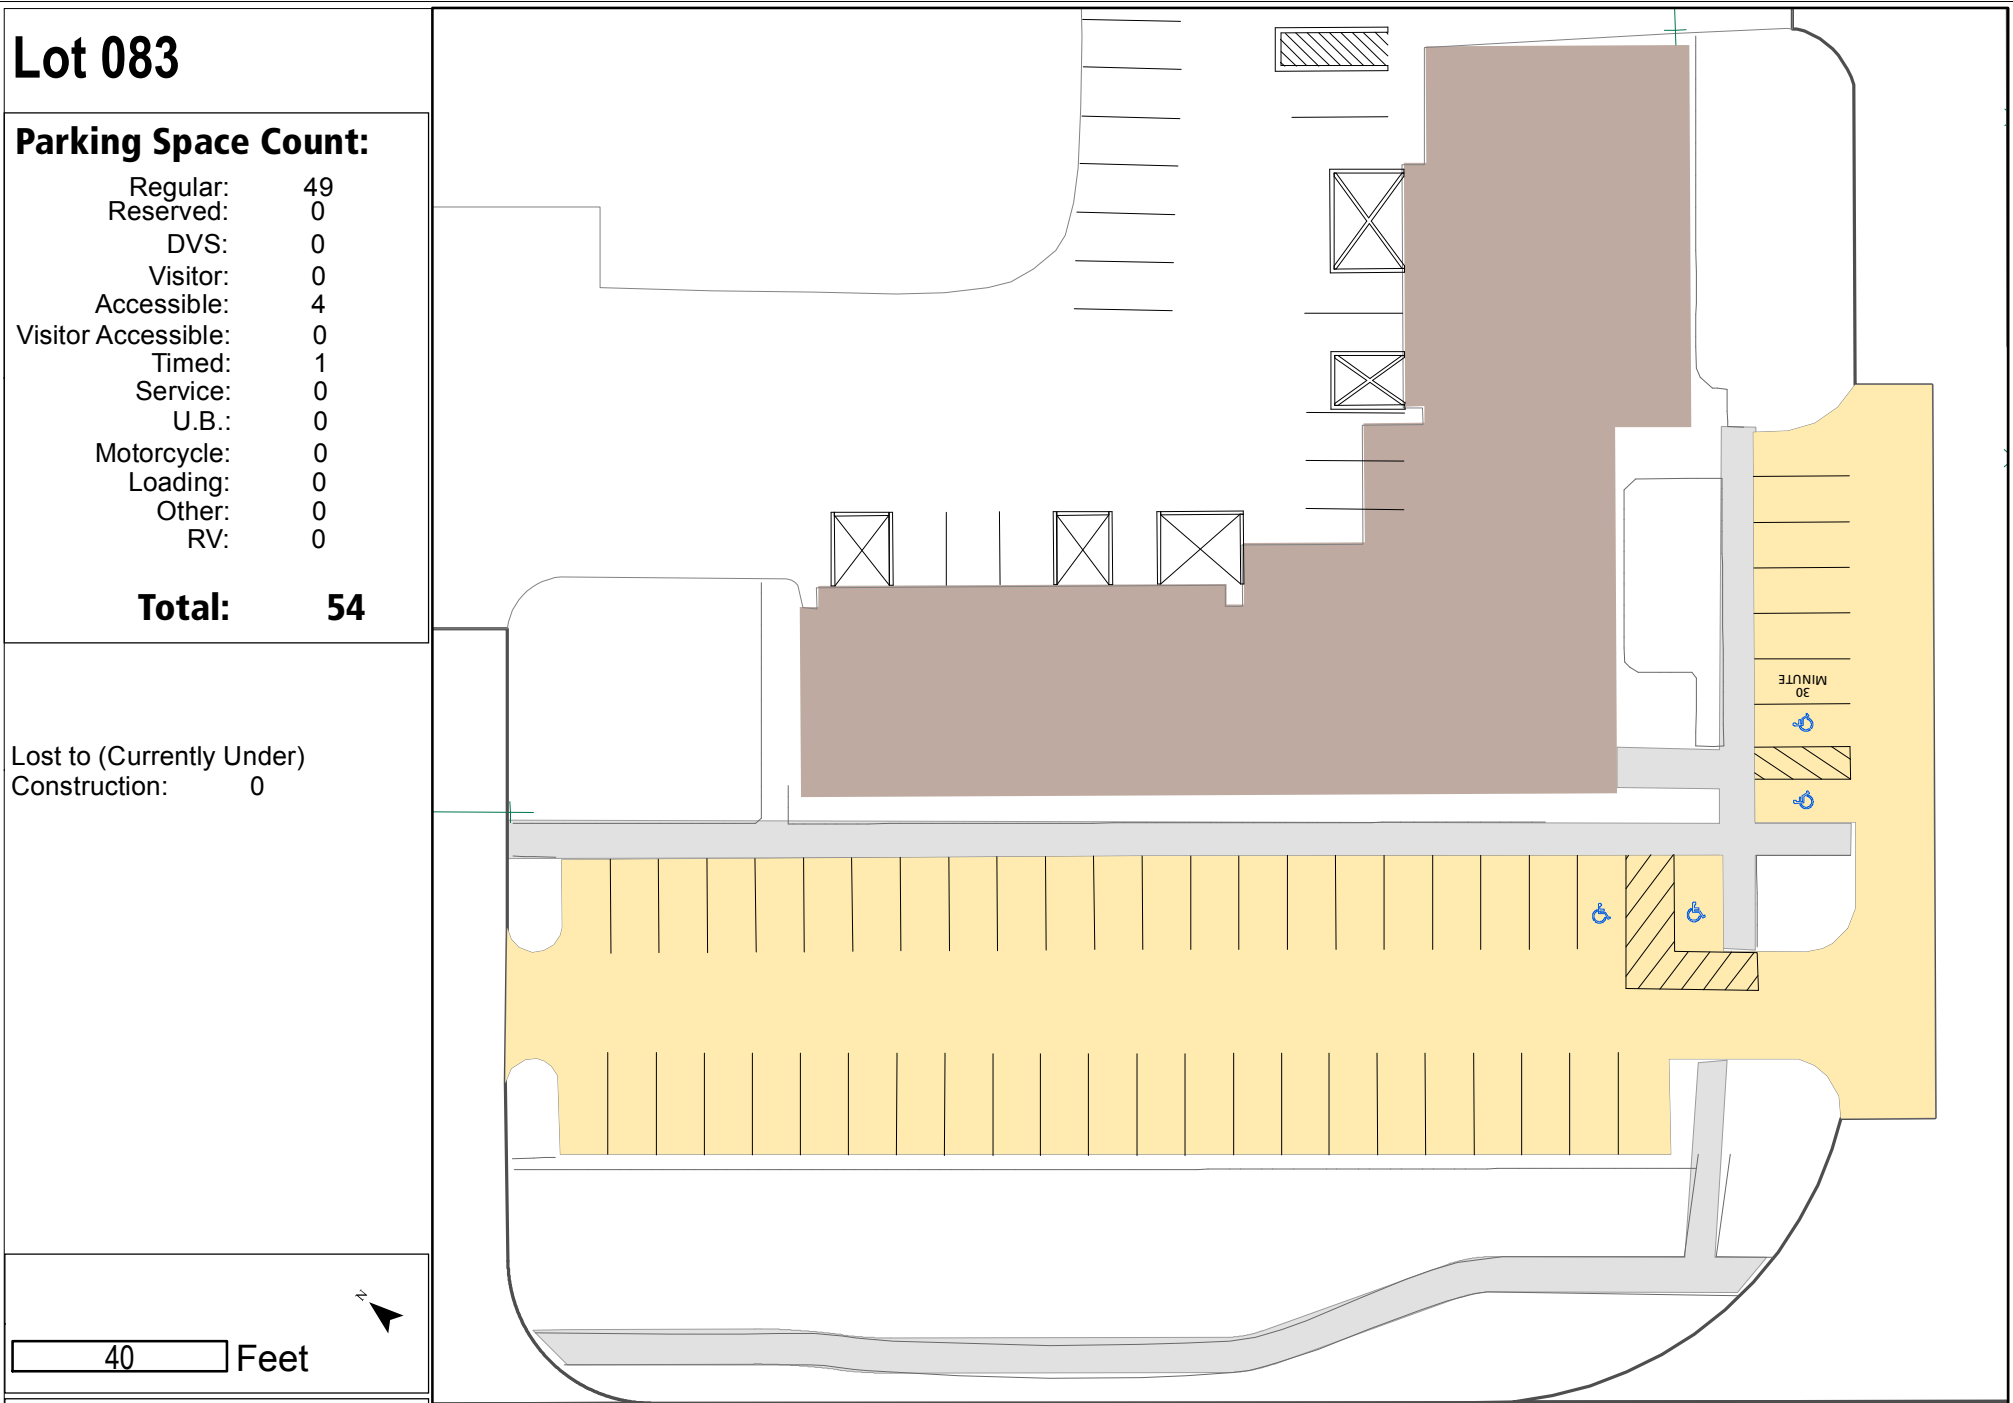 Lot 083
Parking Space Count:
Regular: 49
Reserved: 0
DVS: 0
Visitor: 0
Accessible: 4
Visitor Accessible: 0
Timed: 1
Service: 0
U.B.: 0
Motorcycle: 0
Loading: 0
Other: 0
RV: 0
Total: 54
Lost to (Currently Under)
Construction: 0
N
40 Feet
30
MINUTE